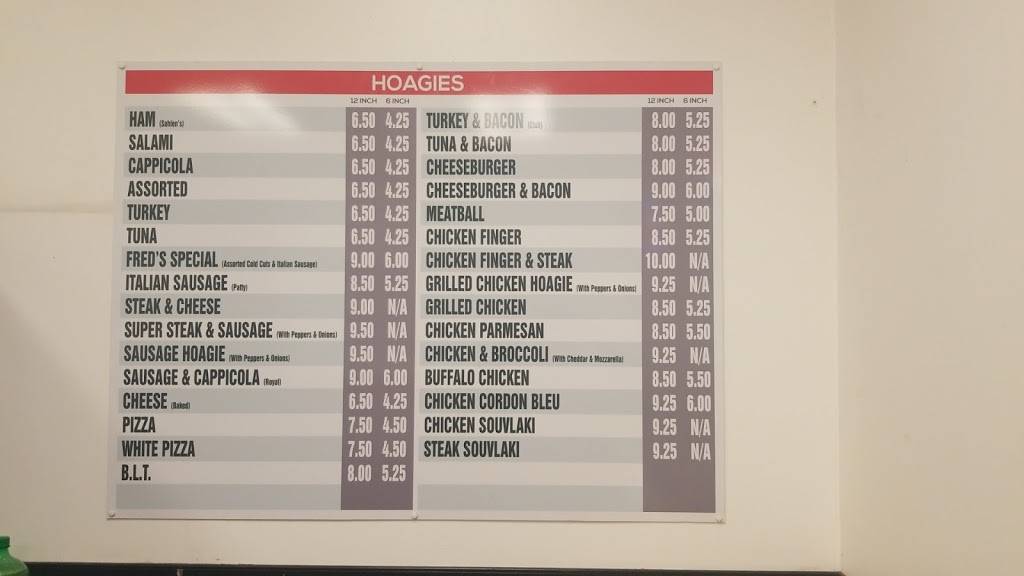 HOAGIES
12 INCH 6 INCH
HAM (Sahlen's) 6.50 4.25
SALAMI 6.50 4.25
CAPPICOLA 6.50 4.25
ASSORTED 6.50 4.25
TURKEY 6.50 4.25
TUNA 6.50 4.25
FRED'S SPECIAL (Assorted Cold Cuts & Italian Sausage) 9.00 6.00
ITALIAN SAUSAGE (Patty) 8.50 5.25
STEAK & CHEESE 9.00 N/A
SUPER STEAK & SAUSAGE (With Peppers & Onions) 9.50 N/A
SAUSAGE HOAGIE (With Peppers & Onions) 9.50 N/A
SAUSAGE & CAPPICOLA (Royal) 9.00 6.00
CHEESE (Baked) 6.50 4.25
PIZZA 7.50 4.50
WHITE PIZZA 7.50 4.50
B.L.T. 8.00 5.25
12 INCH 6 INCH
TURKEY & BACON (Club) 8.00 5.25
TUNA & BACON 8.00 5.25
CHEESEBURGER 8.00 5.25
CHEESEBURGER & BACON 9.00 6.00
MEATBALL 7.50 5.00
CHICKEN FINGER 8.50 5.25
CHICKEN FINGER & STEAK 10.00 N/A
GRILLED CHICKEN HOAGIE (With Peppers & Onions) 9.25 N/A
GRILLED CHICKEN 8.50 5.25
CHICKEN PARMESAN 8.50 5.50
CHICKEN & BROCCOLI (With Cheddar & Mozzarella) 9.25 N/A
BUFFALO CHICKEN 8.50 5.50
CHICKEN CORDON BLEU 9.25 6.00
CHICKEN SOUVLAKI 9.25 N/A
STEAK SOUVLAKI 9.25 N/A